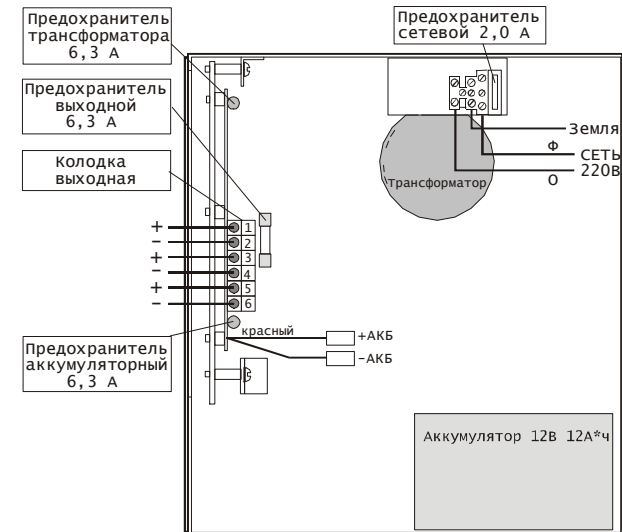 Предохранитель
трансформатора
6,3 А
Предохранитель
сетевой 2,0 А
Предохранитель
выходной
6,3 А
Колодка
выходная
Земля
Ф
СЕТЬ
220В
О
Трансформатор
+ 1
– 2
+ 3
– 4
+ 5
– 6
красный
+АКБ
–АКБ
Предохранитель
аккумуляторный
6,3 А
Аккумулятор 12В 12А*ч